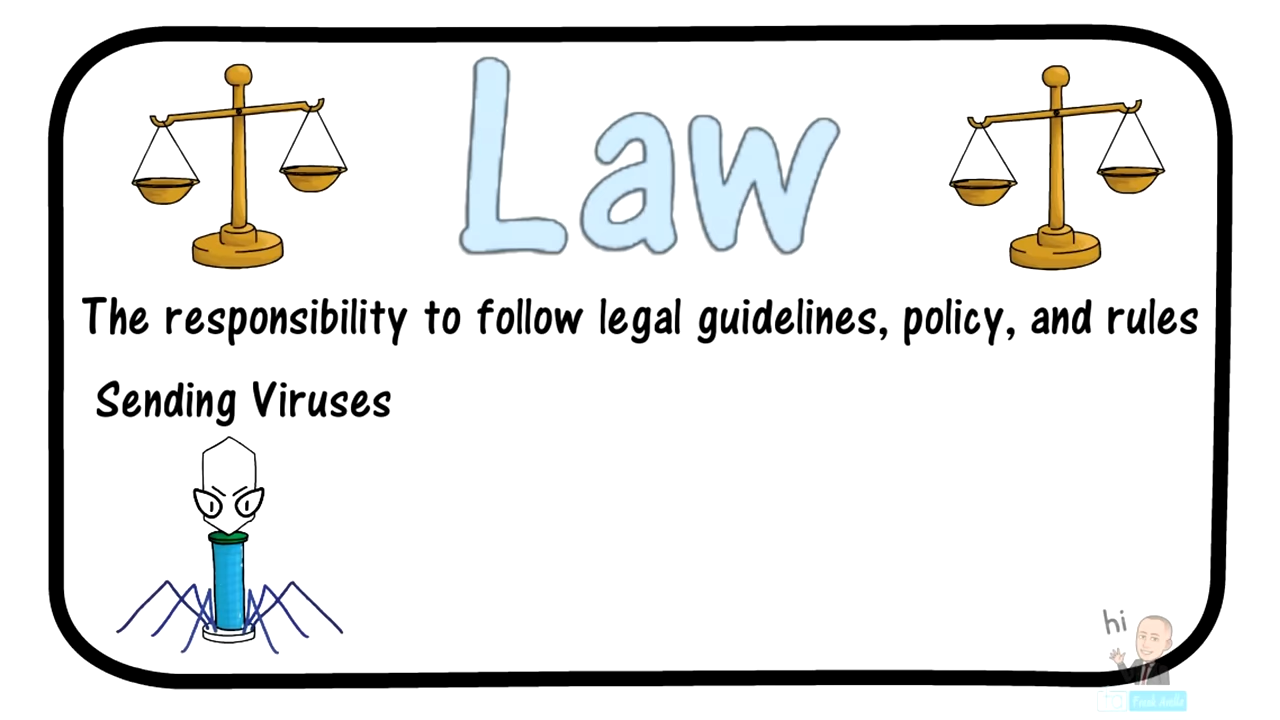 Law
The responsibility to follow legal guidelines, policy, and rules
Sending Viruses
hi